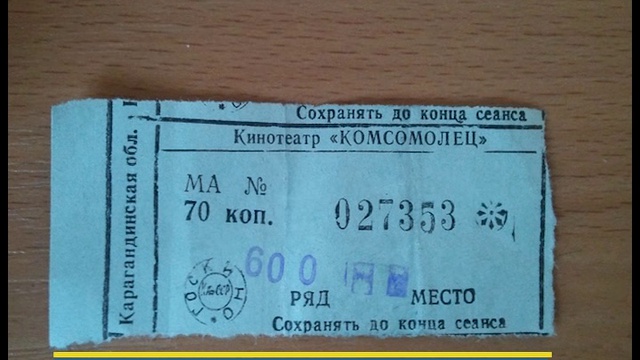 Сохранять до конца сеанса
Карагандинская обл.
Кинотеатр «КОМСОМОЛЕЦ»
МА №
70 коп.
027353
600
ГОСКИНО
РЯД МЕСТО
Сохранять до конца сеанса